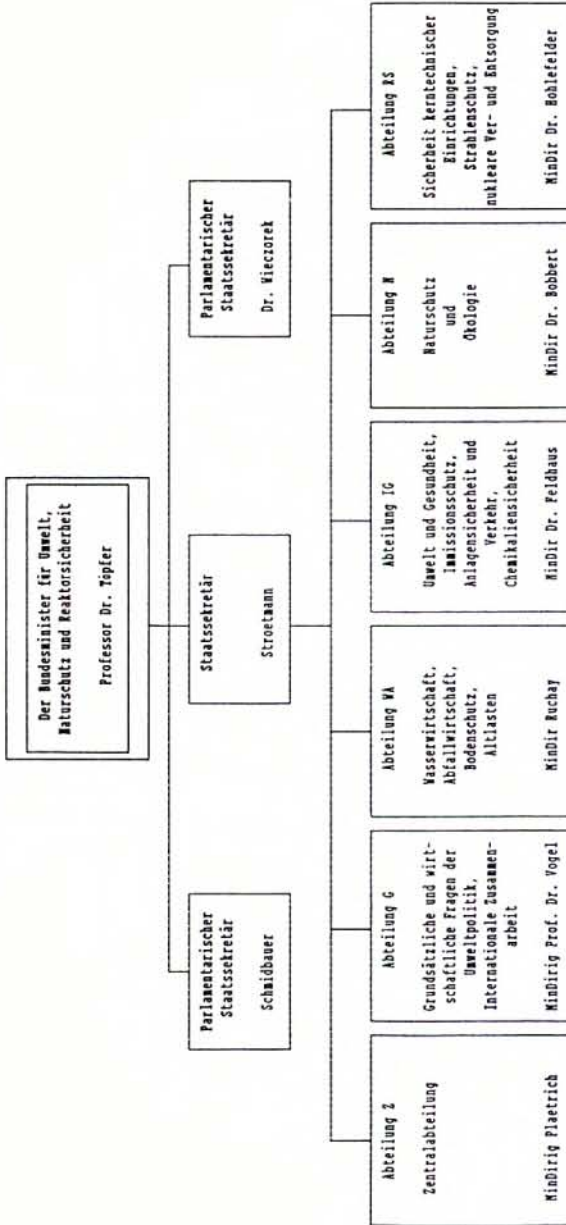 Der Bundesminister für Umwelt,
Naturschutz und Reaktorsicherheit
Professor Dr. Töpfer
Parlamentarischer
Staatssekretär
Schmidbauer
Staatssekretär
Stroetmann
Parlamentarischer
Staatssekretär
Dr. Wieczorek
Abteilung Z
Zentralabteilung
MinDirig Plaetrich
Abteilung G
Grundsätzliche und wirt-
schaftliche Fragen der
Umweltpolitik,
Internationale Zusammen-
arbeit
MinDirig Prof. Dr. Vogel
Abteilung WA
Wasserwirtschaft,
Abfallwirtschaft,
Bodenschutz,
Altlasten
MinDir Ruchay
Abteilung IG
Umwelt und Gesundheit,
Immissionsschutz,
Anlagensicherheit und
Verkehr,
Chemikaliensicherheit
MinDir Dr. Feldhaus
Abteilung N
Naturschutz
und
Ökologie
MinDir Dr. Bobbert
Abteilung RS
Sicherheit kerntechnischer
Einrichtungen,
Strahlenschutz,
nukleare Ver- und Entsorgung
MinDir Dr. Hohlefelder